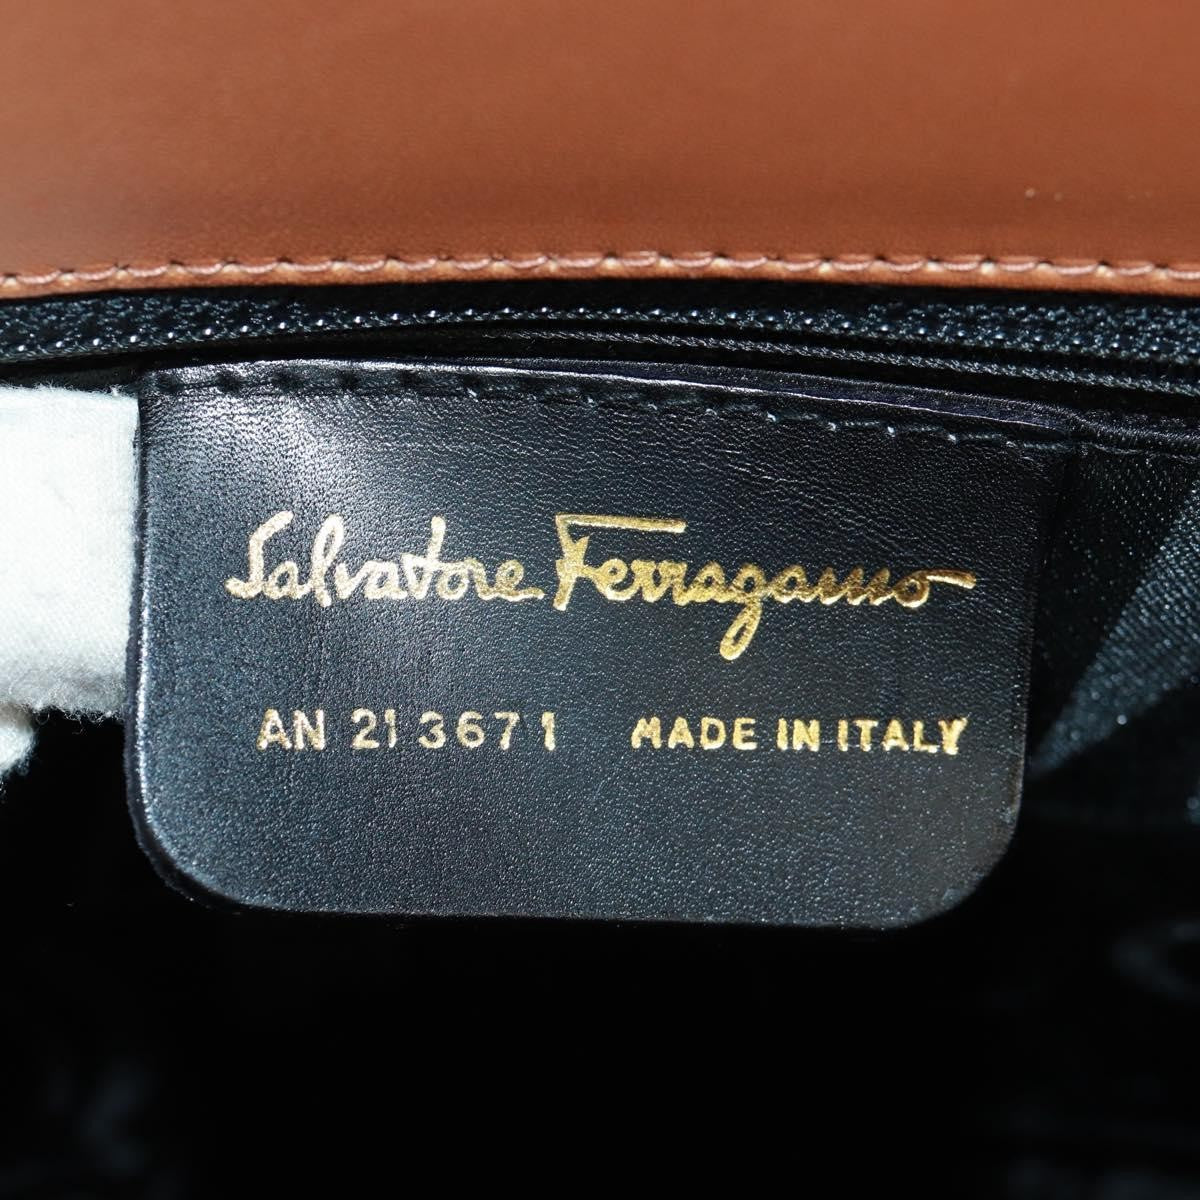 Salvatore Ferragamo
AN 21 3671 MADE IN ITALY